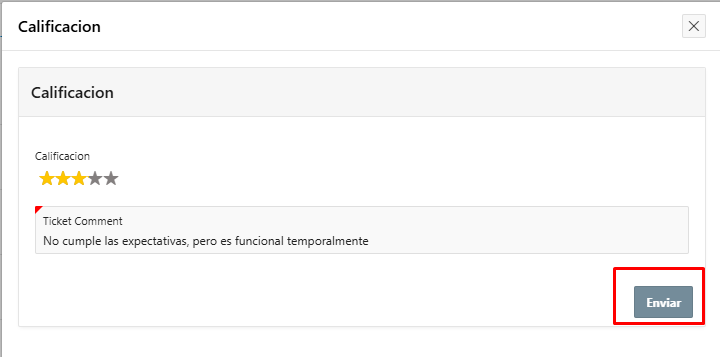 Calificacion
Calificacion
Calificacion
Ticket Comment
No cumple las expectativas, pero es funcional temporalmente
Enviar